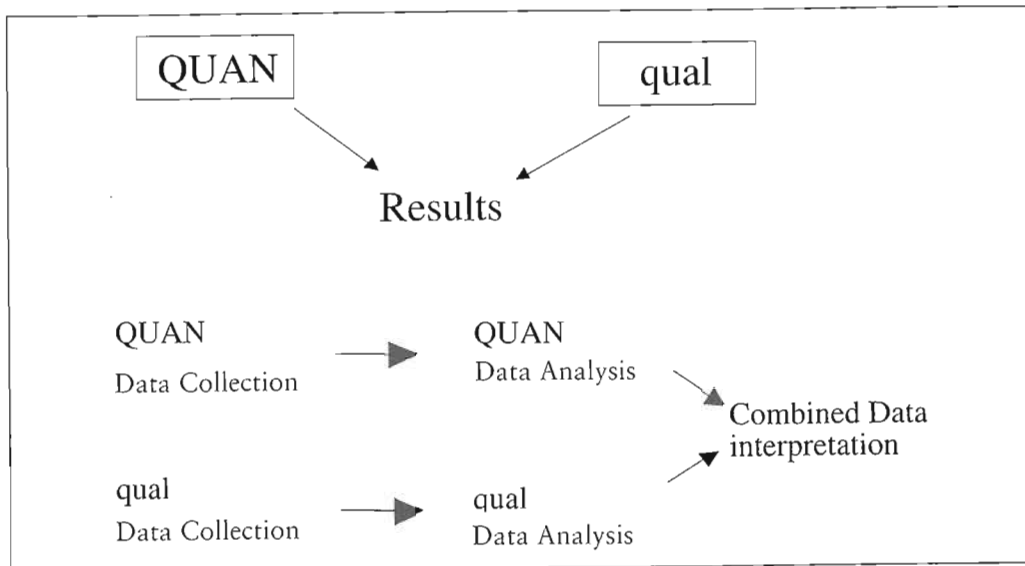 QUAN
qual
Results
QUAN
Data Collection
QUAN
Data Analysis
Combined Data
interpretation
qual
Data Collection
qual
Data Analysis